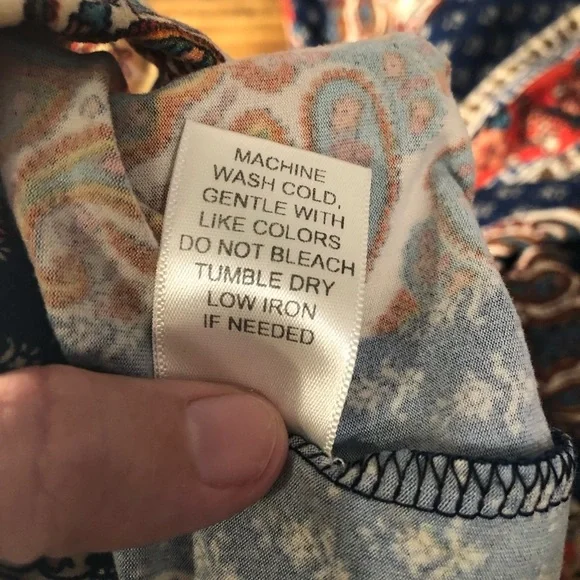 MACHINE
WASH COLD,
GENTLE WITH
LIKE COLORS
DO NOT BLEACH
TUMBLE DRY
LOW IRON
IF NEEDED